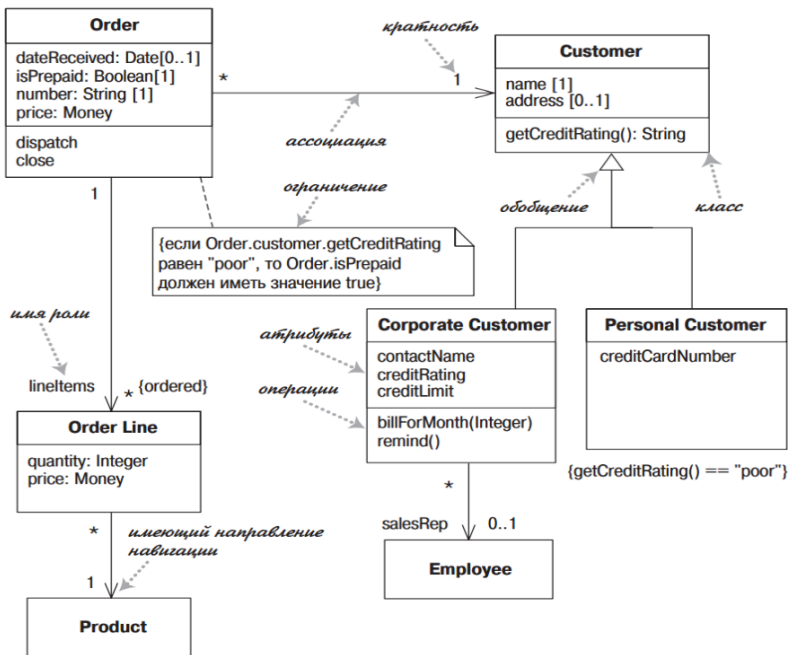 Order
dateReceived: Date[0..1]
isPrepaid: Boolean[1]
number: String [1]
price: Money
dispatch
close
*
1
кратность
ассоциация
Customer
name [1]
address [0..1]
getCreditRating(): String
ограничение
обобщение
класс
1
{если Order.customer.getCreditRating
равен "poor", то Order.isPrepaid
должен иметь значение true}
имя роли
lineItems
* {ordered}
Order Line
quantity: Integer
price: Money
*
имеющий направление
навигации
1
Product
атрибуты
операции
Corporate Customer
contactName
creditRating
creditLimit
billForMonth(Integer)
remind()
*
salesRep
0..1
Employee
Personal Customer
creditCardNumber
{getCreditRating() == "poor"}